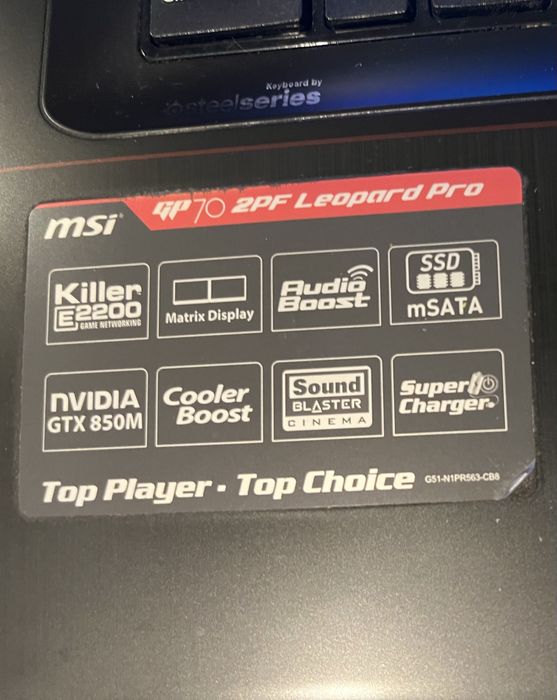 Keyboard by
steelseries
msi GP70 2PF Leopard Pro
Killer
E2200
GAME NETWORKING
Matrix Display
Audio
Boost
SSD
mSATA
NVIDIA
GTX 850M
Cooler
Boost
Sound
BLASTER
CINEMA
Super
Charger+
Top Player · Top Choice G51-N1PR563-CB8